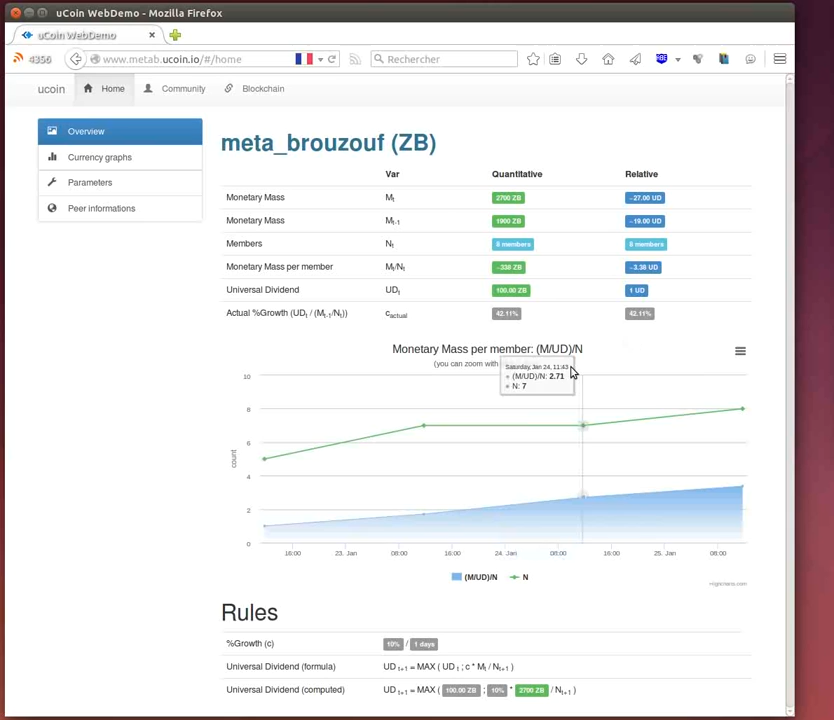 uCoin WebDemo - Mozilla Firefox
uCoin WebDemo
4356 www.metab.ucoin.io/#/home Rechercher
ucoin Home Community Blockchain
Overview
Currency graphs
Parameters
Peer informations
meta_brouzouf (ZB)
Var Quantitative Relative
Monetary Mass Mt 2700 ZB ~27.00 UD
Monetary Mass Mt-1 1900 ZB ~19.00 UD
Members Nt 8 members 8 members
Monetary Mass per member Mt/Nt ~338 ZB ~3.38 UD
Universal Dividend UDt 100.00 ZB 1 UD
Actual %Growth (UDt / (Mt-1/Nt)) cactual 42.11% 42.11%
Monetary Mass per member: (M/UD)/N
(you can zoom with
Saturday, Jan 24, 11:43
(M/UD)/N: 2.71
N: 7
10
8
6
4
2
0
count
16:00 23. Jan 08:00 16:00 24. Jan 08:00 16:00 25. Jan 08:00
(M/UD)/N N
Highcharts.com
Rules
%Growth (c) 10% / 1 days
Universal Dividend (formula) UD t+1 = MAX ( UD t ; c * Mt / Nt+1 )
Universal Dividend (computed) UD t+1 = MAX ( 100.00 ZB ; 10% * 2700 ZB / Nt+1 )